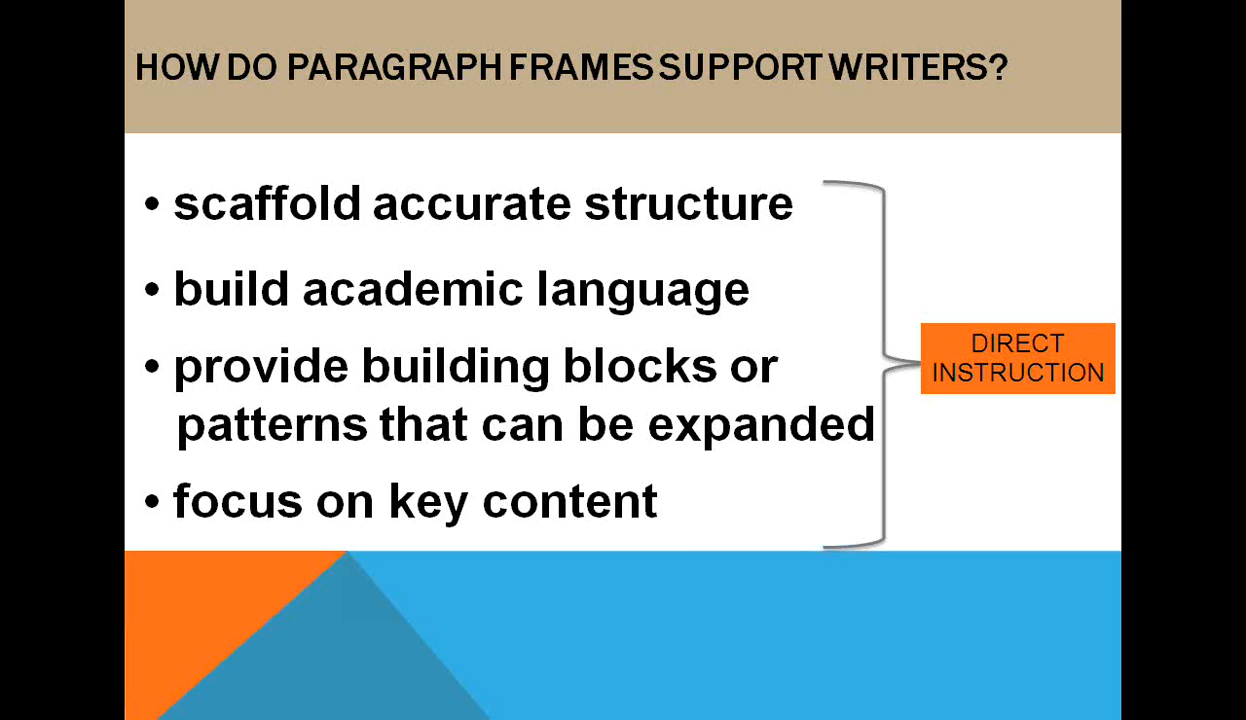 HOW DO PARAGRAPH FRAMES SUPPORT WRITERS?
• scaffold accurate structure
• build academic language
• provide building blocks or
patterns that can be expanded
• focus on key content
DIRECT
INSTRUCTION